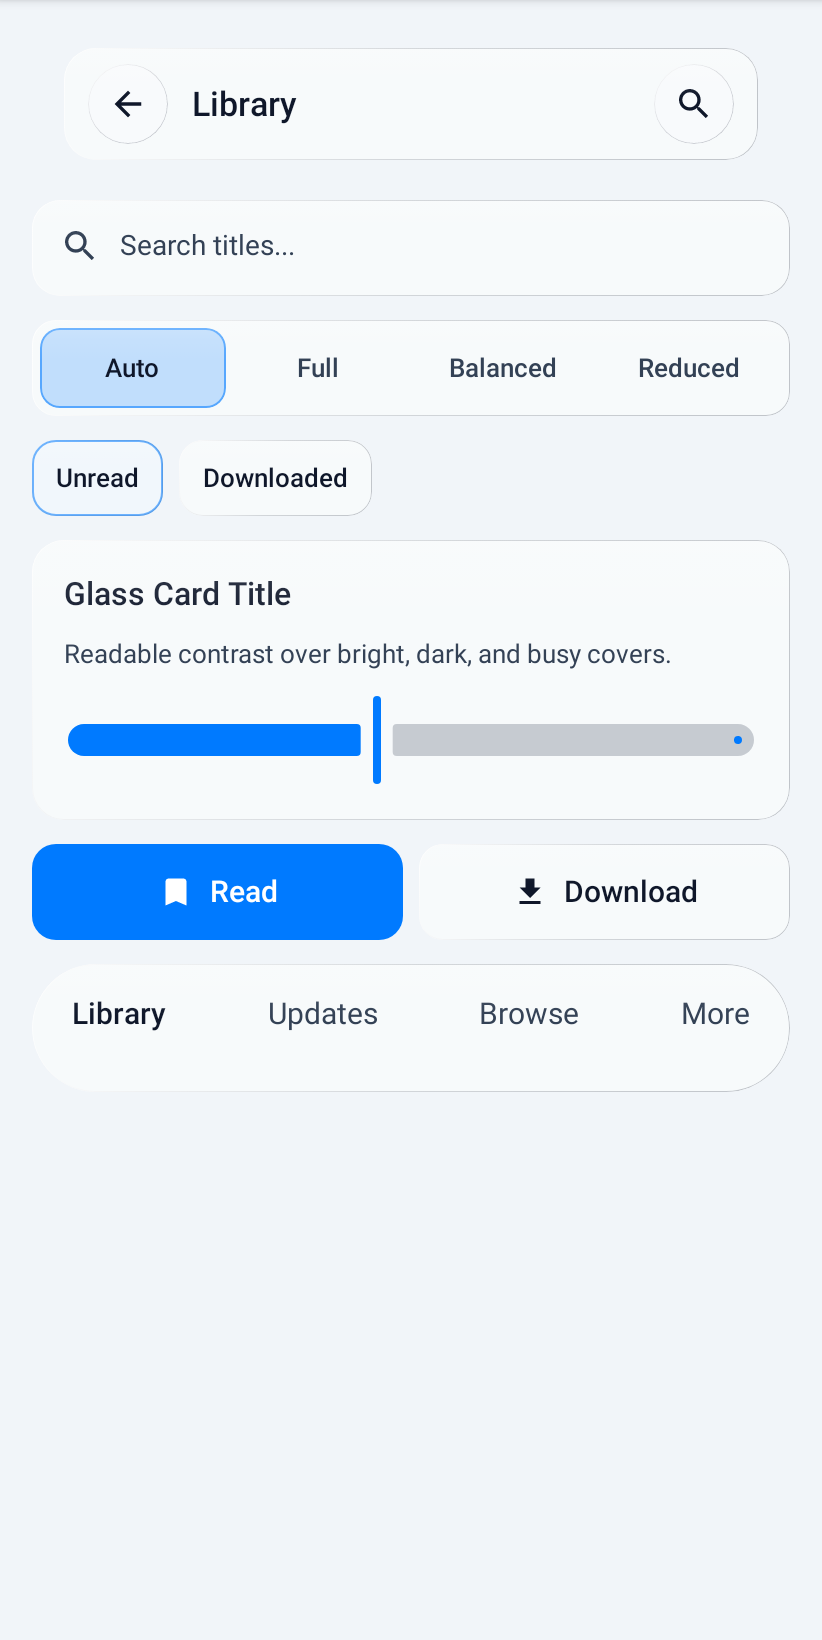 Library
Search titles...
Auto Full Balanced Reduced
Unread Downloaded
Glass Card Title
Readable contrast over bright, dark, and busy covers.
Read Download
Library Updates Browse More